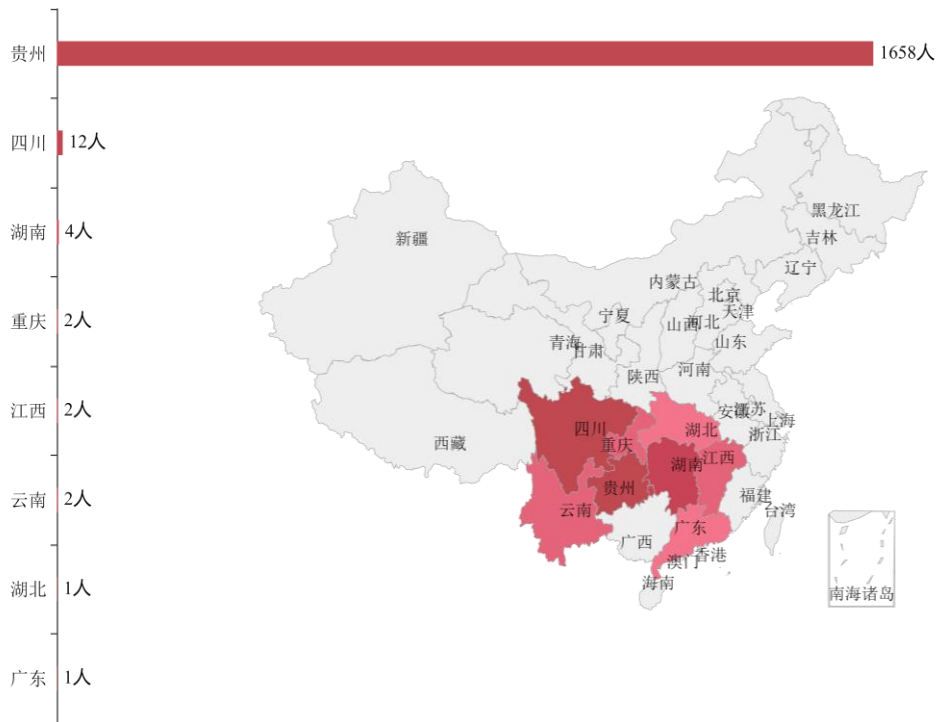 贵州
1658人
四川
12人
湖南
4人
重庆
2人
江西
2人
云南
2人
湖北
1人
广东
1人
黑龙江
吉林
辽宁
新疆
内蒙古
北京
天津
宁夏
山西
河北
山东
青海
甘肃
河南
陕西
安徽
江苏
上海
浙江
西藏
四川
湖北
重庆
湖南
江西
贵州
云南
福建
台湾
广东
广西
香港
澳门
海南
南海诸岛